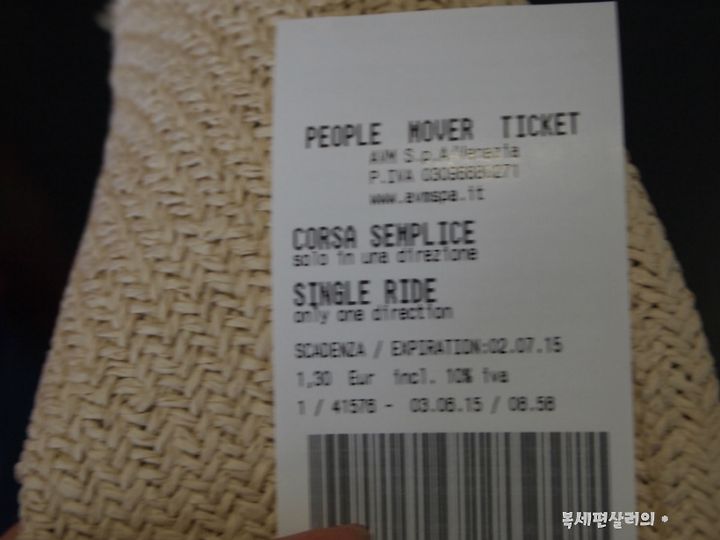 PEOPLE MOVER TICKET
AVM S.p.A/Venezia
P.IVA
www.avmspa.it
CORSA SEMPLICE
solo in una direzione
SINGLE RIDE
only one direction
SCADENZA / EXPIRATION:02.07.15
1,30 Eur incl. 10% iva
1 / 41576 - 03.06.15 / 08.58
복세편살러의